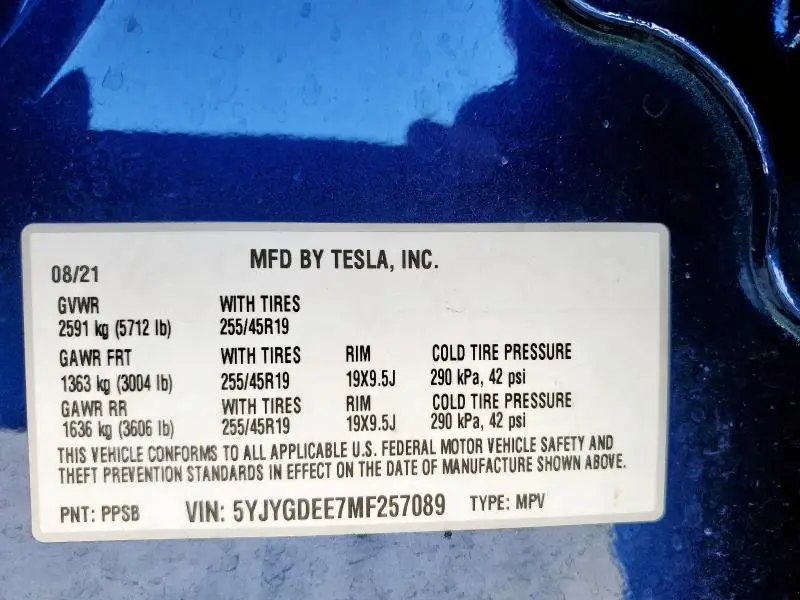 08/21 MFD BY TESLA, INC.
GVWR WITH TIRES
2591 kg (5712 lb) 255/45R19
GAWR FRT WITH TIRES RIM COLD TIRE PRESSURE
1363 kg (3004 lb) 255/45R19 19X9.5J 290 kPa, 42 psi
GAWR RR WITH TIRES RIM COLD TIRE PRESSURE
1636 kg (3606 lb) 255/45R19 19X9.5J 290 kPa, 42 psi
THIS VEHICLE CONFORMS TO ALL APPLICABLE U.S. FEDERAL MOTOR VEHICLE SAFETY AND
THEFT PREVENTION STANDARDS IN EFFECT ON THE DATE OF MANUFACTURE SHOWN ABOVE.
PNT: PPSB VIN: 5YJYGDEE7MF257089 TYPE: MPV